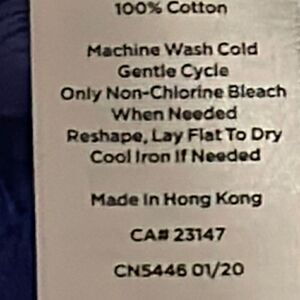 100% Cotton
Machine Wash Cold
Gentle Cycle
Only Non-Chlorine Bleach
When Needed
Reshape, Lay Flat To Dry
Cool Iron If Needed
Made In Hong Kong
CA# 23147
CN5446 01/20